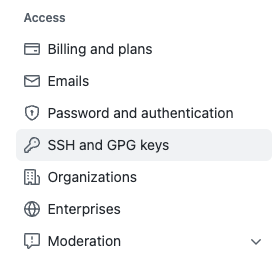 Access
Billing and plans
Emails
Password and authentication
SSH and GPG keys
Organizations
Enterprises
Moderation